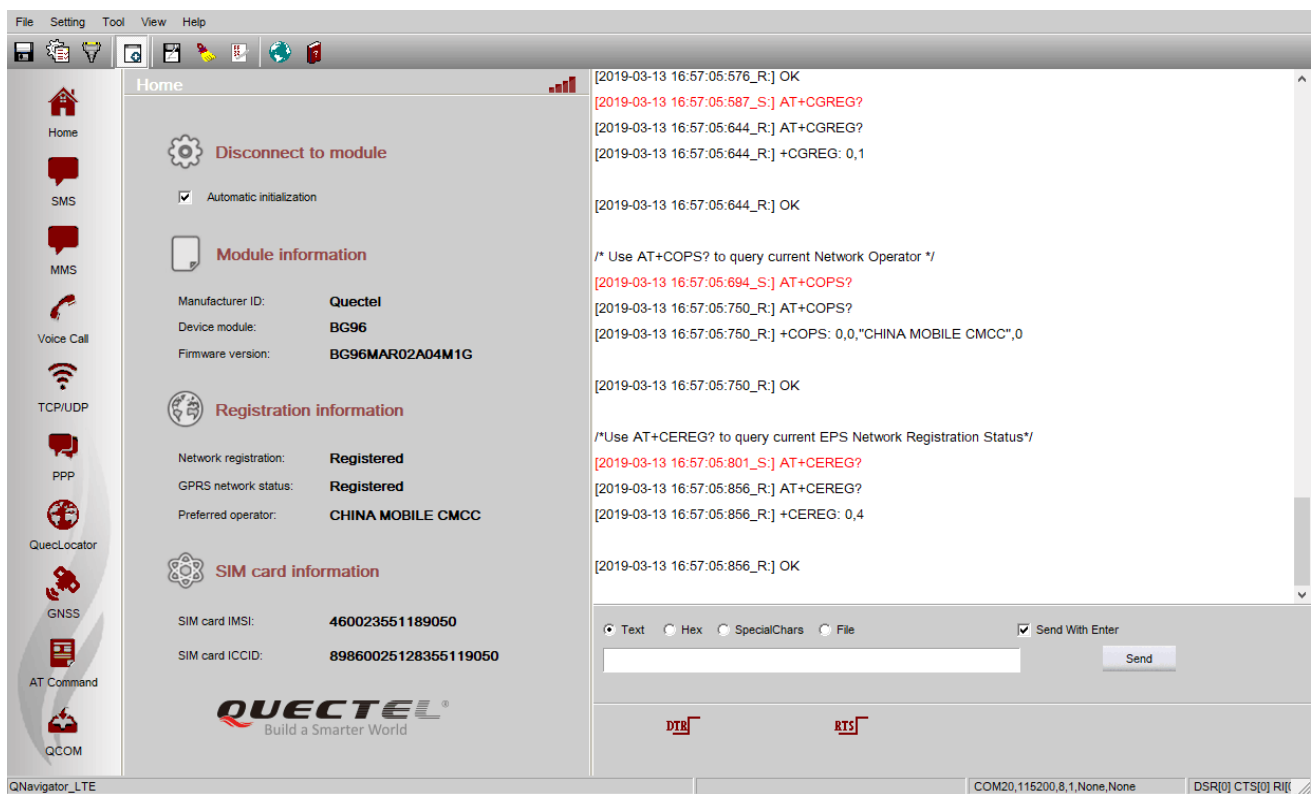 File Setting Tool View Help
Home
SMS
MMS
Voice Call
TCP/UDP
PPP
QuecLocator
GNSS
AT Command
QCOM
Home
Disconnect to module
Automatic initialization
Module information
Manufacturer ID: Quectel
Device module: BG96
Firmware version: BG96MAR02A04M1G
Registration information
Network registration: Registered
GPRS network status: Registered
Preferred operator: CHINA MOBILE CMCC
SIM card information
SIM card IMSI: 460023551189050
SIM card ICCID: 89860025128355119050
QUECTEL®
Build a Smarter World
[2019-03-13 16:57:05:576_R:] OK
[2019-03-13 16:57:05:587_S:] AT+CGREG?
[2019-03-13 16:57:05:644_R:] AT+CGREG?
[2019-03-13 16:57:05:644_R:] +CGREG: 0,1
[2019-03-13 16:57:05:644_R:] OK
/* Use AT+COPS? to query current Network Operator */
[2019-03-13 16:57:05:694_S:] AT+COPS?
[2019-03-13 16:57:05:750_R:] AT+COPS?
[2019-03-13 16:57:05:750_R:] +COPS: 0,0,"CHINA MOBILE CMCC",0
[2019-03-13 16:57:05:750_R:] OK
/*Use AT+CEREG? to query current EPS Network Registration Status*/
[2019-03-13 16:57:05:801_S:] AT+CEREG?
[2019-03-13 16:57:05:856_R:] AT+CEREG?
[2019-03-13 16:57:05:856_R:] +CEREG: 0,4
[2019-03-13 16:57:05:856_R:] OK
Text Hex SpecialChars File Send With Enter
Send
DTR RTS
QNavigator_LTE COM20,115200,8,1,None,None DSR[0] CTS[0] RI[